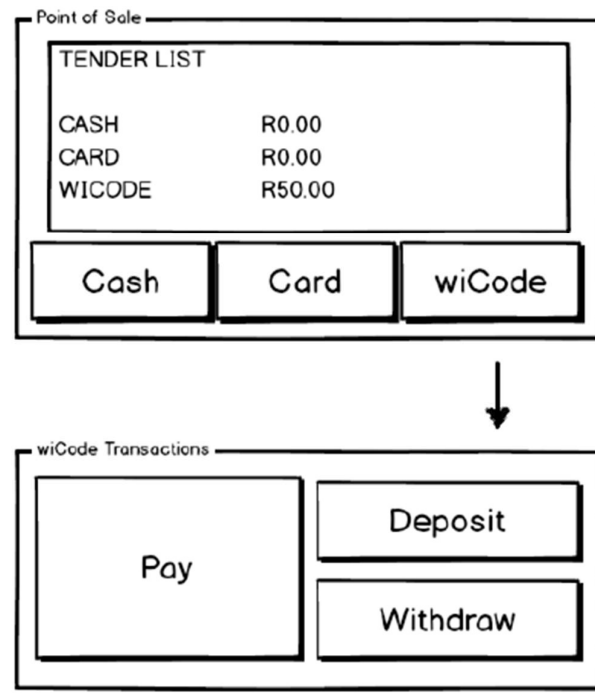 Point of Sale
TENDER LIST
CASH R0.00
CARD R0.00
WICODE R50.00
Cash Card wiCode
wiCode Transactions
Pay
Deposit
Withdraw